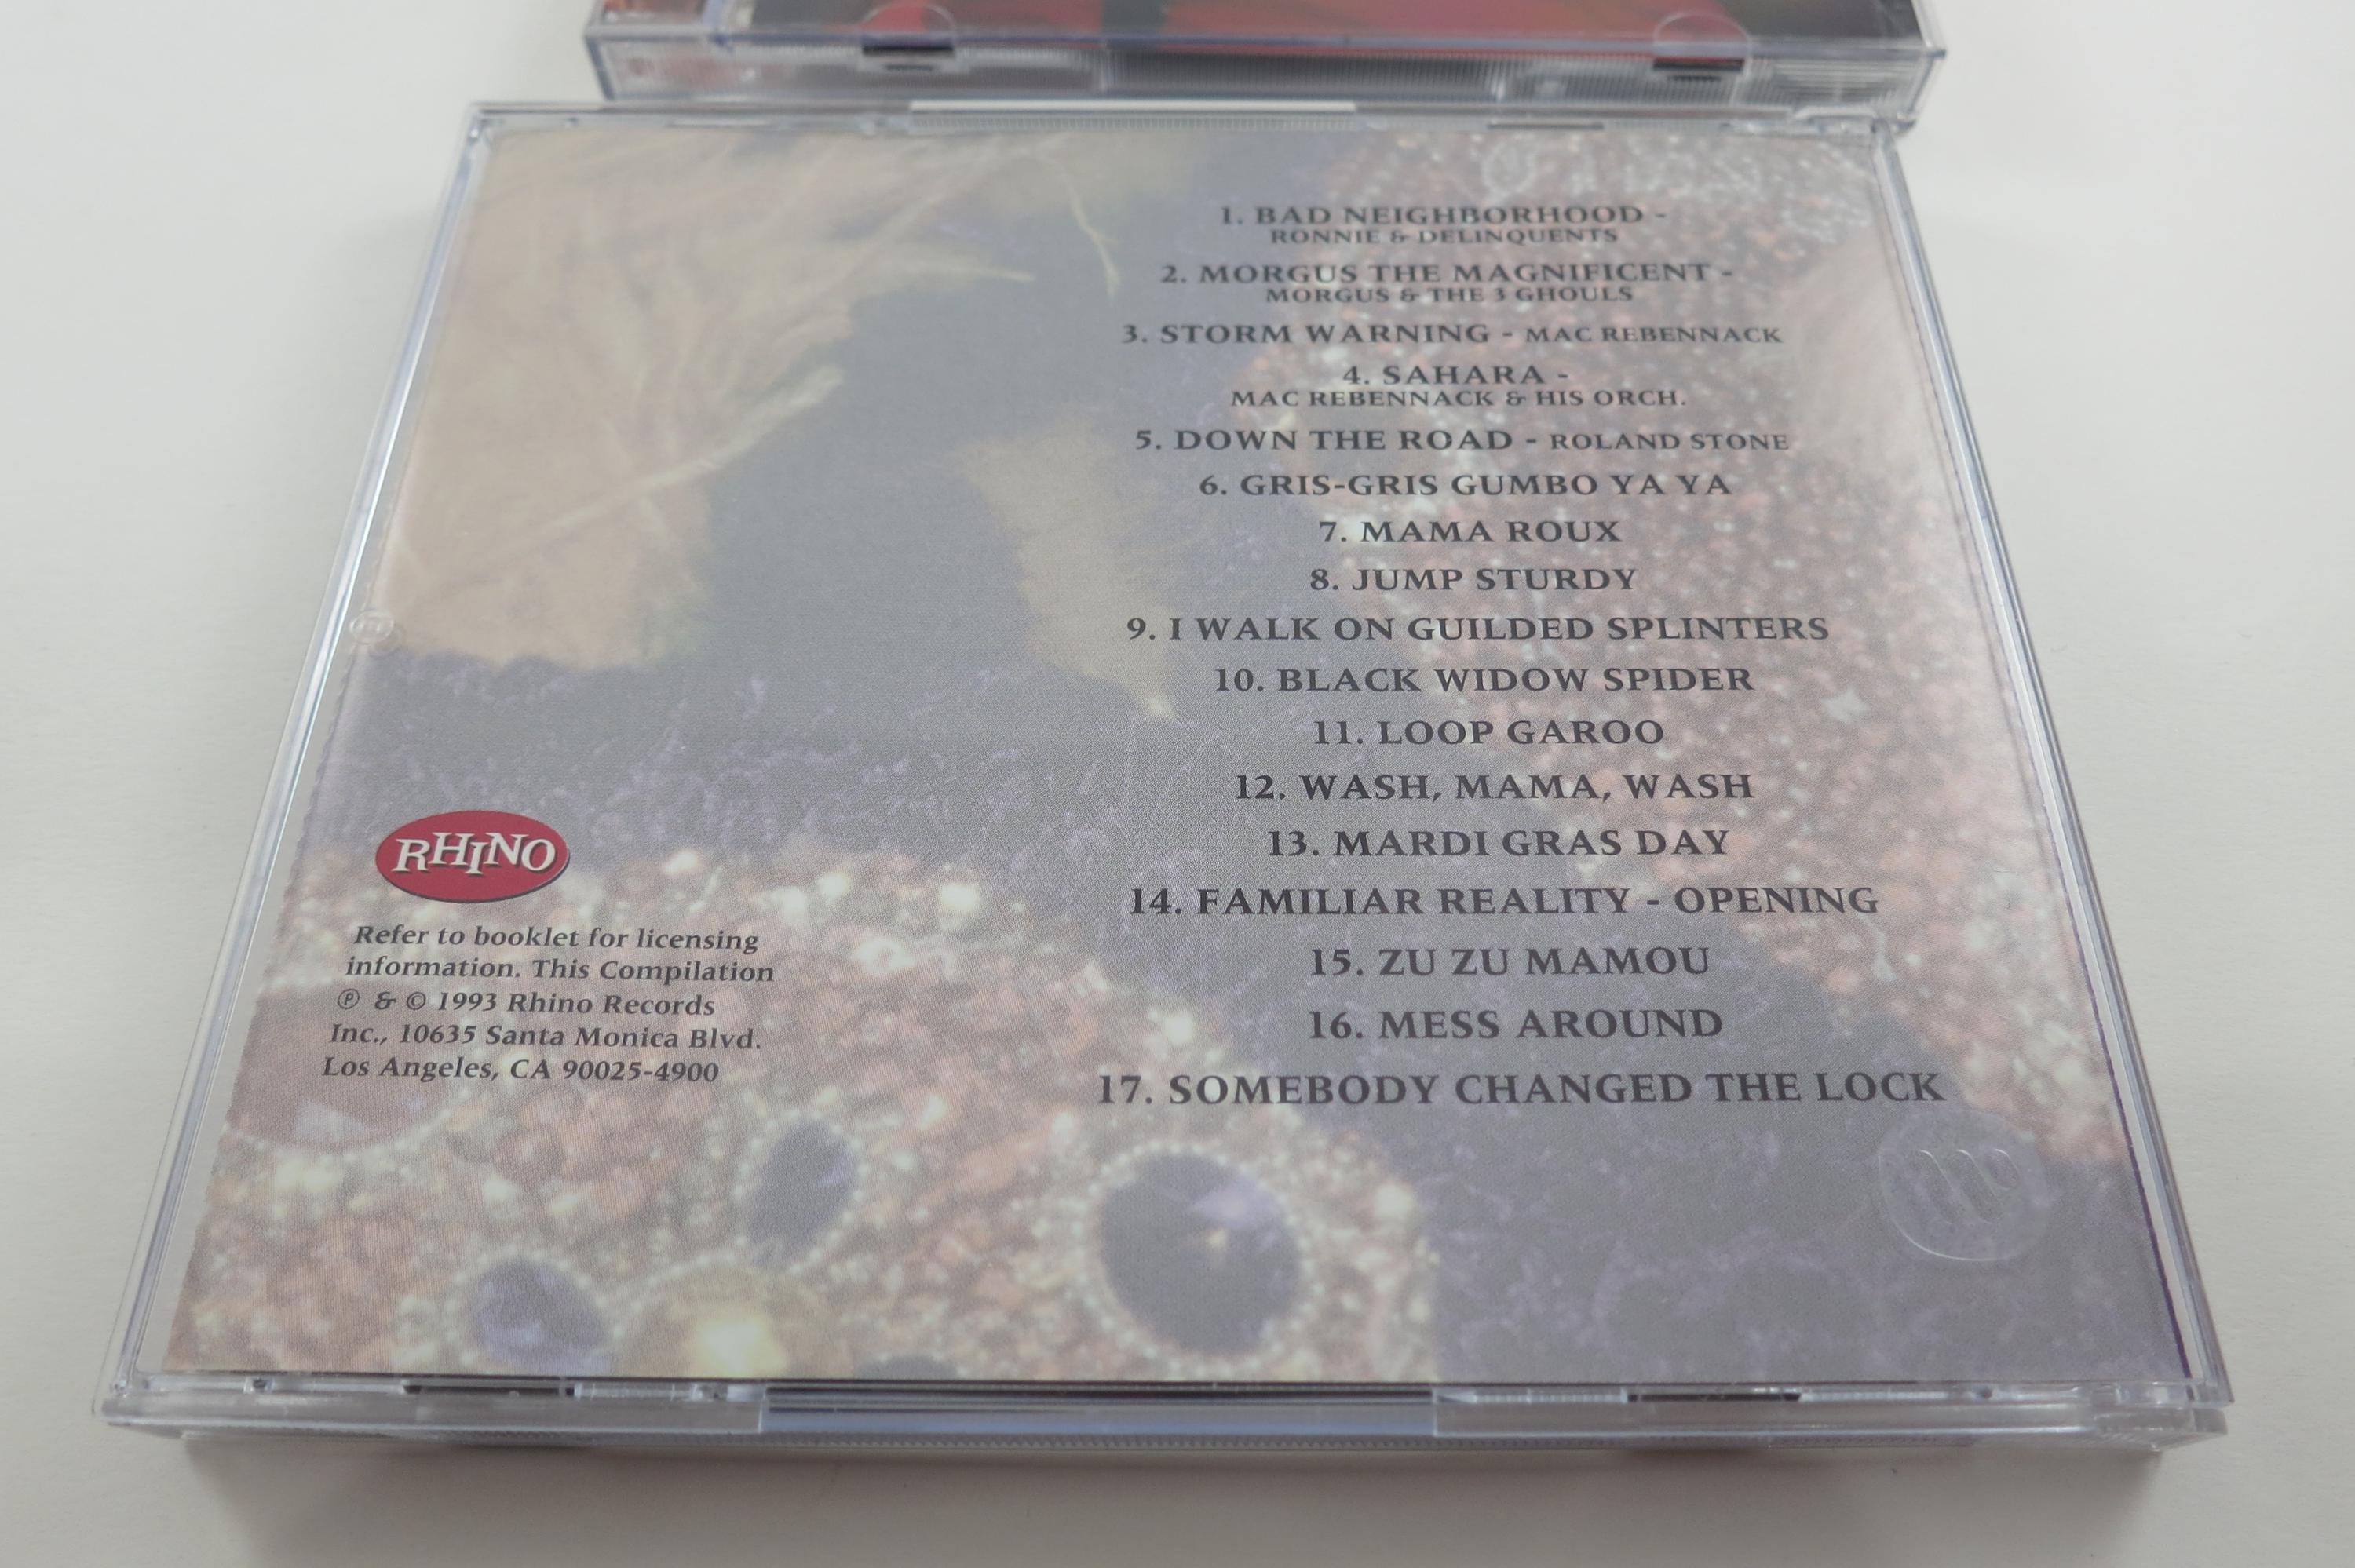 1. BAD NEIGHBORHOOD -
RONNIE & DELINQUENTS
2. MORGUS THE MAGNIFICENT -
MORGUS & THE 3 GHOULS
3. STORM WARNING - MAC REBENNACK
4. SAHARA -
MAC REBENNACK & HIS ORCH.
5. DOWN THE ROAD - ROLAND STONE
6. GRIS-GRIS GUMBO YA YA
7. MAMA ROUX
8. JUMP STURDY
9. I WALK ON GUILDED SPLINTERS
10. BLACK WIDOW SPIDER
11. LOOP GAROO
12. WASH, MAMA, WASH
13. MARDI GRAS DAY
14. FAMILIAR REALITY - OPENING
15. ZU ZU MAMOU
16. MESS AROUND
17. SOMEBODY CHANGED THE LOCK
RHINO
Refer to booklet for licensing
information. This Compilation
℗ & © 1993 Rhino Records
Inc., 10635 Santa Monica Blvd.
Los Angeles, CA 90025-4900